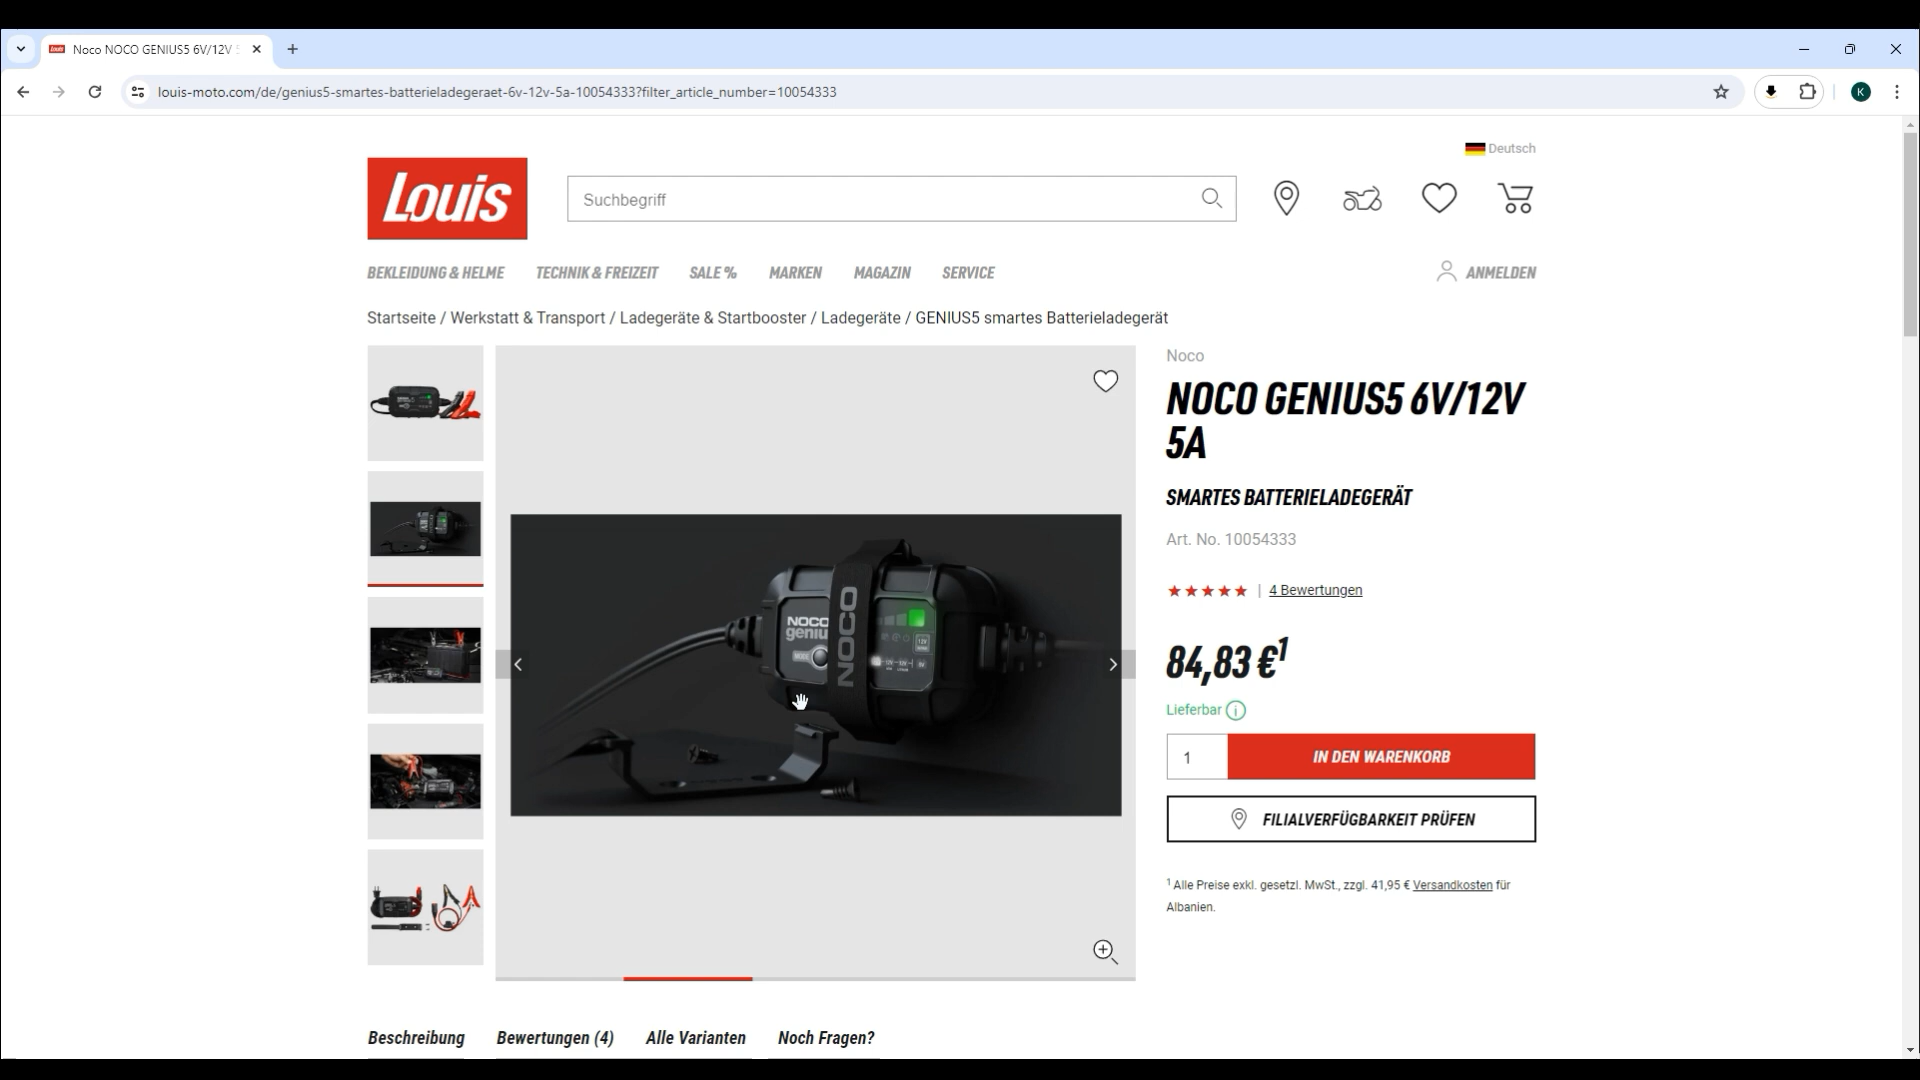 Noco NOCO GENIUS5 6V/12V
louis-moto.com/de/genius5-smartes-batterieladegeraet-6v-12v-5a-10054333?filter_article_number=10054333
K
Deutsch
Louis
Suchbegriff
BEKLEIDUNG & HELME
TECHNIK & FREIZEIT
SALE %
MARKEN
MAGAZIN
SERVICE
ANMELDEN
Startseite / Werkstatt & Transport / Ladegeräte & Startbooster / Ladegeräte / GENIUS5 smartes Batterieladegerät
NOCO
geniu
MODE
NOCO
Noco
NOCO GENIUS5 6V/12V
5A
SMARTES BATTERIELADEGERÄT
Art. No. 10054333
| 4 Bewertungen
84,83 €1
Lieferbar
1
IN DEN WARENKORB
FILIALVERFÜGBARKEIT PRÜFEN
1 Alle Preise exkl. gesetzl. MwSt., zzgl. 41,95 € Versandkosten für
Albanien.
Beschreibung
Bewertungen (4)
Alle Varianten
Noch Fragen?